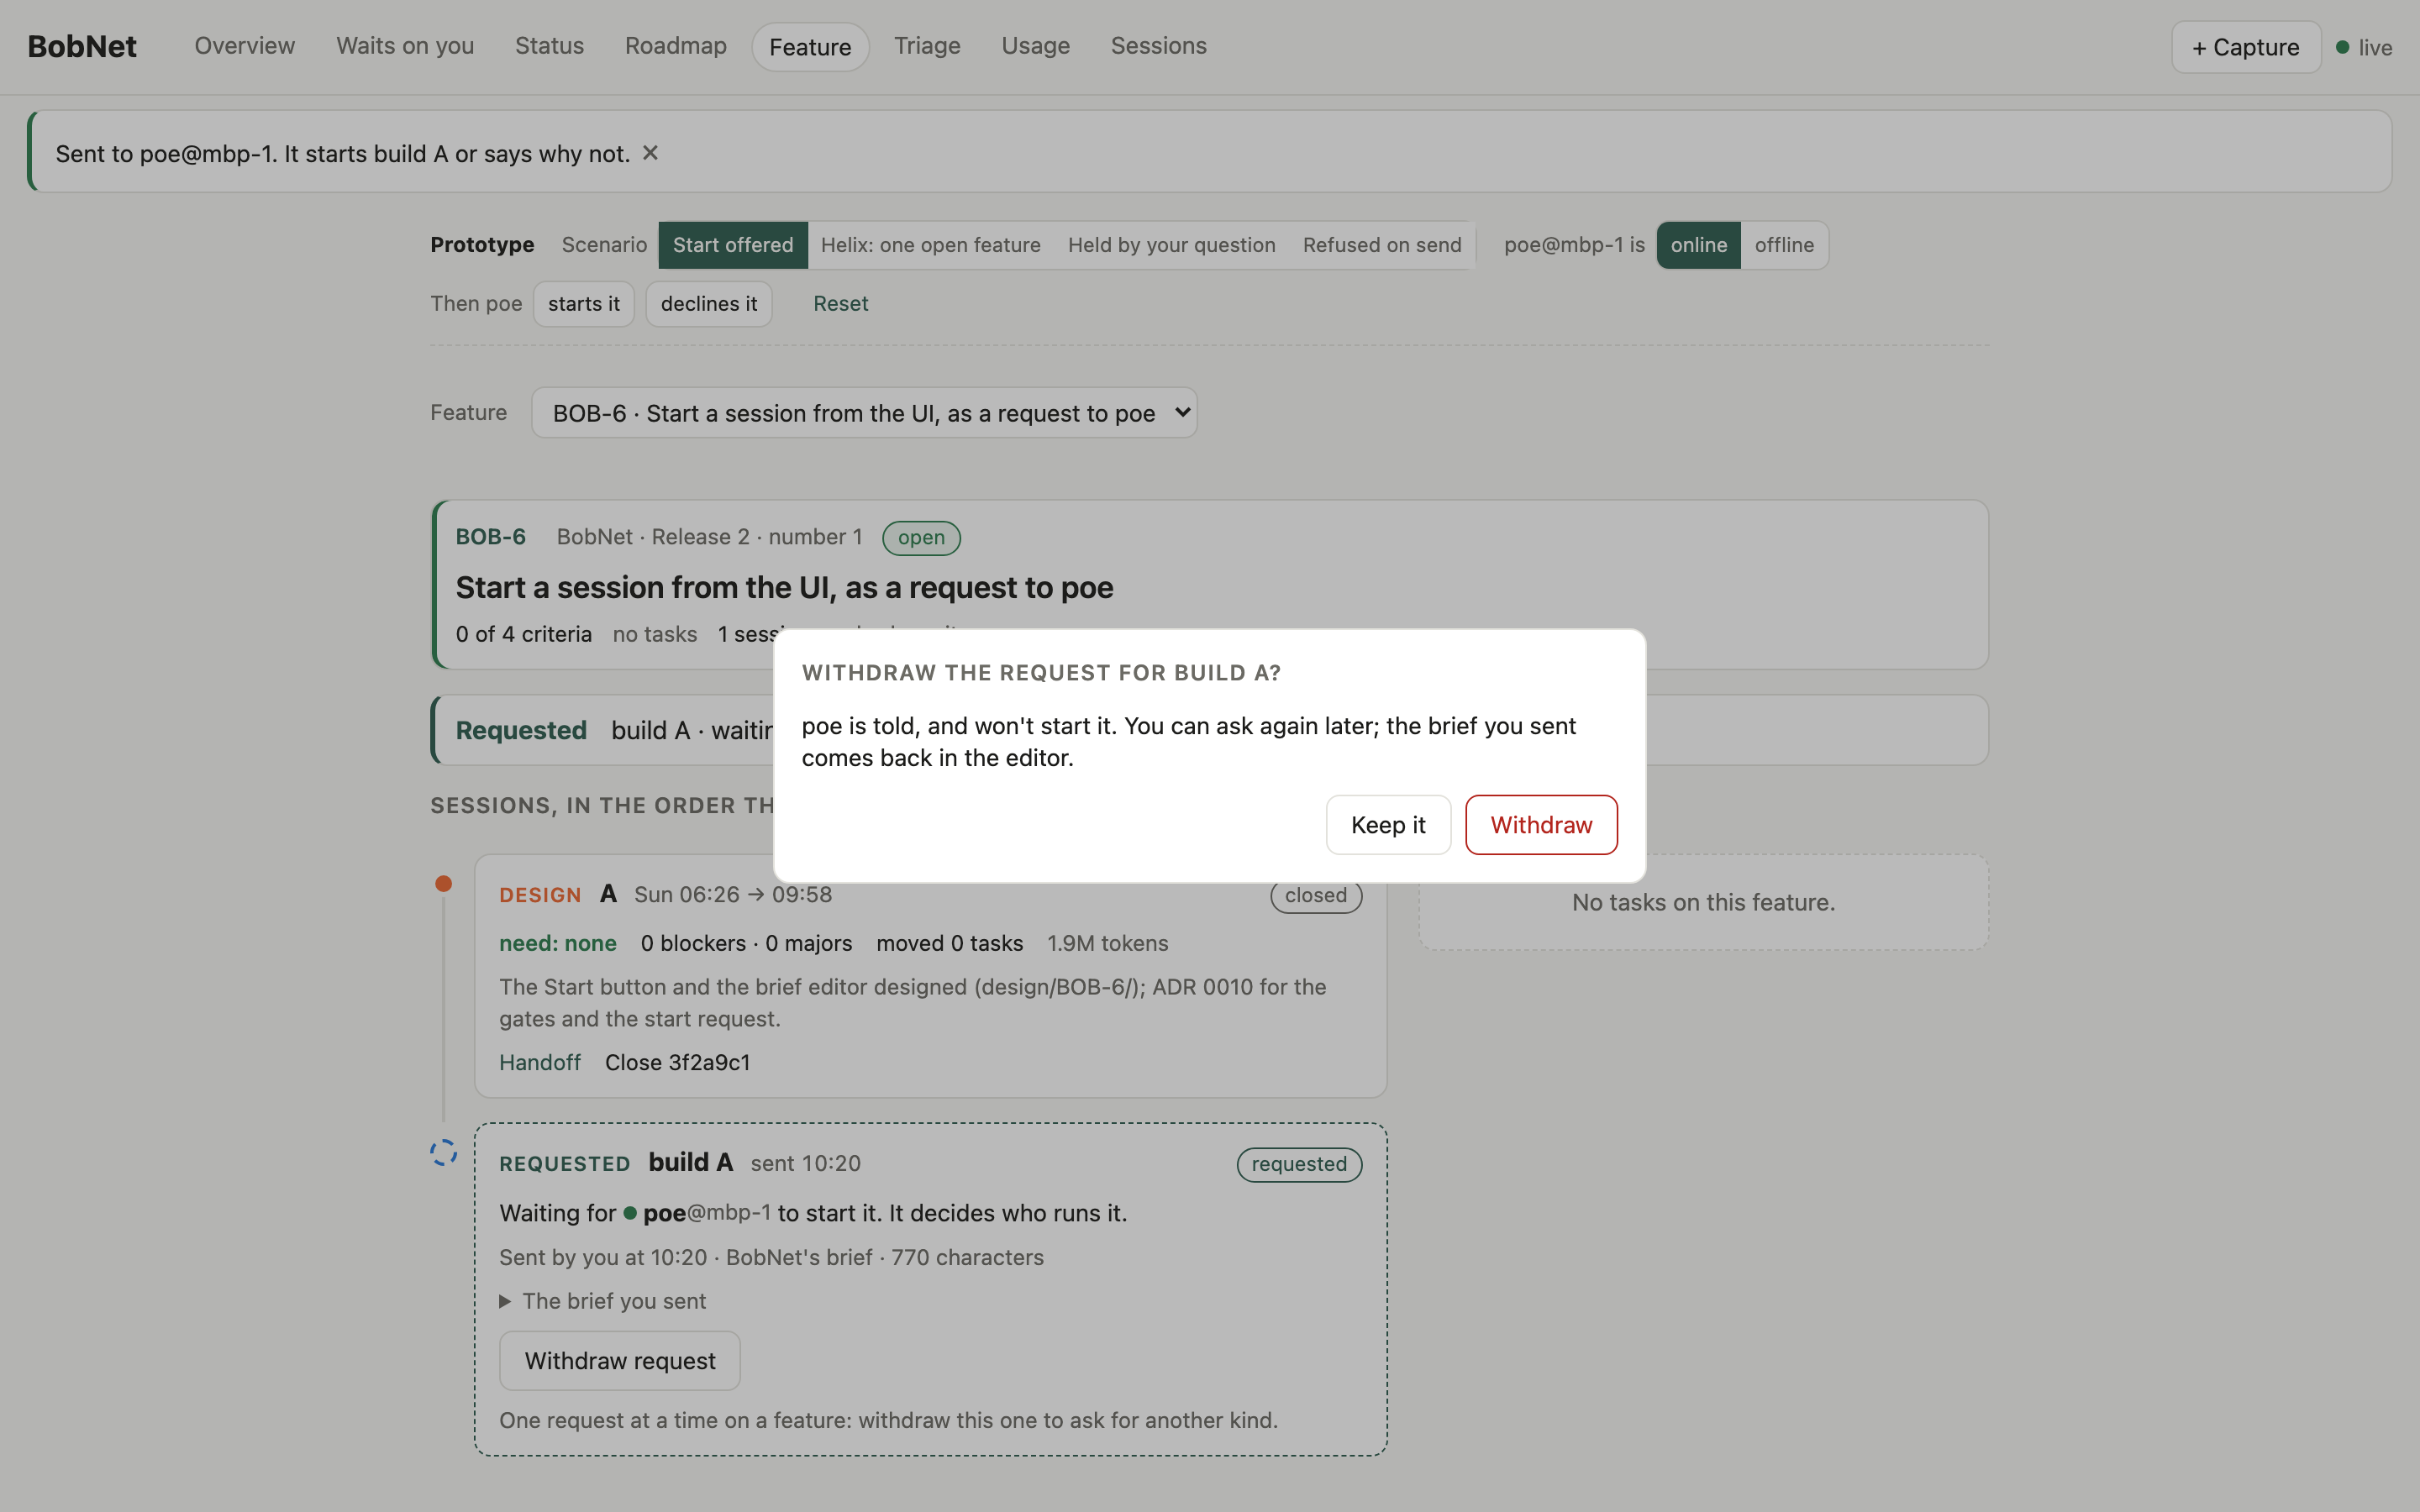 BobNet Overview Waits on you Status Roadmap Feature Triage Usage Sessions + Capture live
Sent to poe@mbp-1. It starts build A or says why not. ✕
Prototype Scenario Start offered Helix: one open feature Held by your question Refused on send poe@mbp-1 is online offline
Then poe starts it declines it Reset
Feature BOB-6 · Start a session from the UI, as a request to poe
BOB-6 BobNet · Release 2 · number 1 open
Start a session from the UI, as a request to poe
0 of 4 criteria no tasks 1
WITHDRAW THE REQUEST FOR BUILD A?
poe is told, and won't start it. You can ask again later; the brief you sent
comes back in the editor.
Keep it Withdraw
Requested build A ·
SESSIONS, IN THE ORDER
DESIGN A Sun 06:26 → 09:58 closed
need: none 0 blockers · 0 majors moved 0 tasks 1.9M tokens
The Start button and the brief editor designed (design/BOB-6/); ADR 0010 for the
gates and the start request.
Handoff Close 3f2a9c1
No tasks on this feature.
REQUESTED build A sent 10:20 requested
Waiting for poe@mbp-1 to start it. It decides who runs it.
Sent by you at 10:20 · BobNet's brief · 770 characters
▶ The brief you sent
Withdraw request
One request at a time on a feature: withdraw this one to ask for another kind.